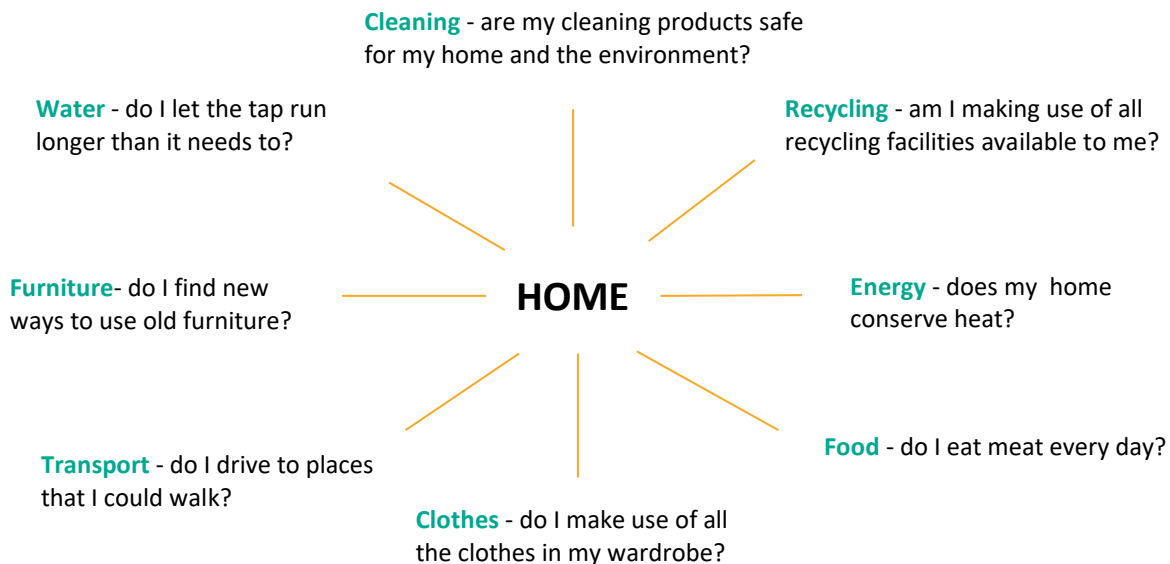 Cleaning - are my cleaning products safe
for my home and the environment?
Water - do I let the tap run
longer than it needs to?
Recycling - am I making use of all
recycling facilities available to me?
Furniture- do I find new
ways to use old furniture?
HOME
Energy - does my  home
conserve heat?
Transport - do I drive to places
that I could walk?
Food - do I eat meat every day?
Clothes - do I make use of all
the clothes in my wardrobe?